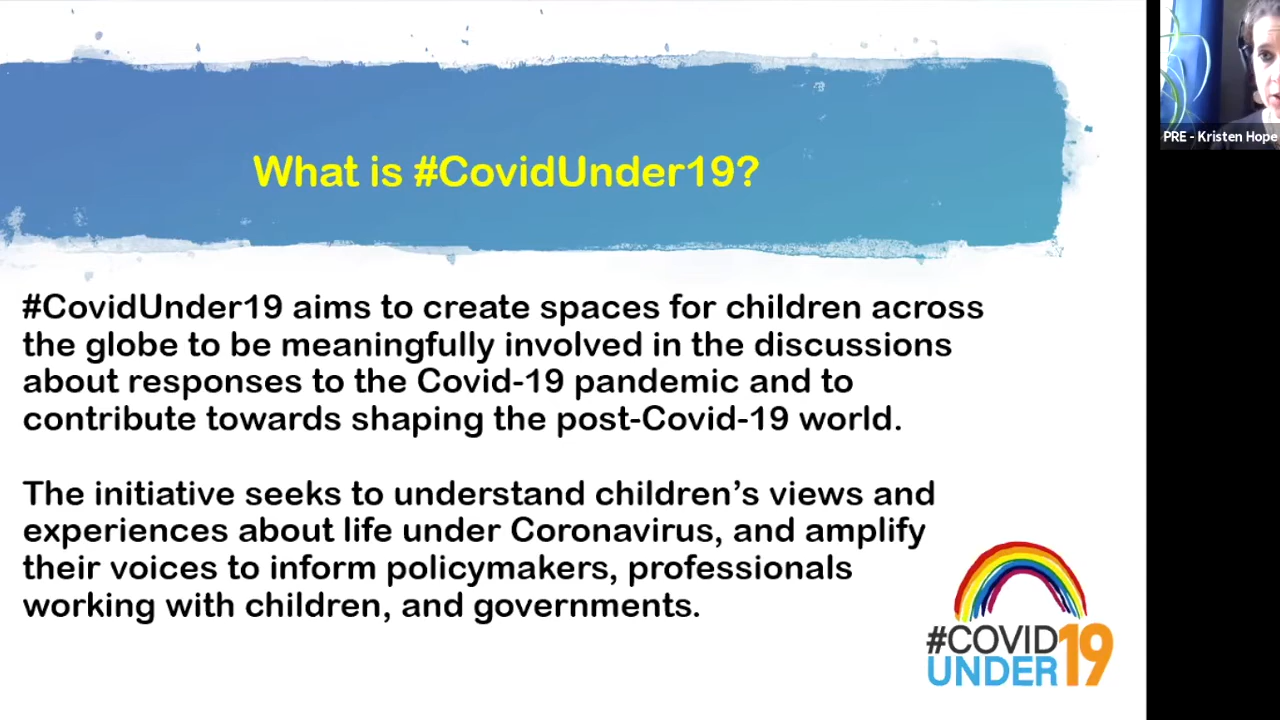 What is #CovidUnder19?
PRE - Kristen Hope
#CovidUnder19 aims to create spaces for children across
the globe to be meaningfully involved in the discussions
about responses to the Covid-19 pandemic and to
contribute towards shaping the post-Covid-19 world.
The initiative seeks to understand children’s views and
experiences about life under Coronavirus, and amplify
their voices to inform policymakers, professionals
working with children, and governments.
#COVID
UNDER 19